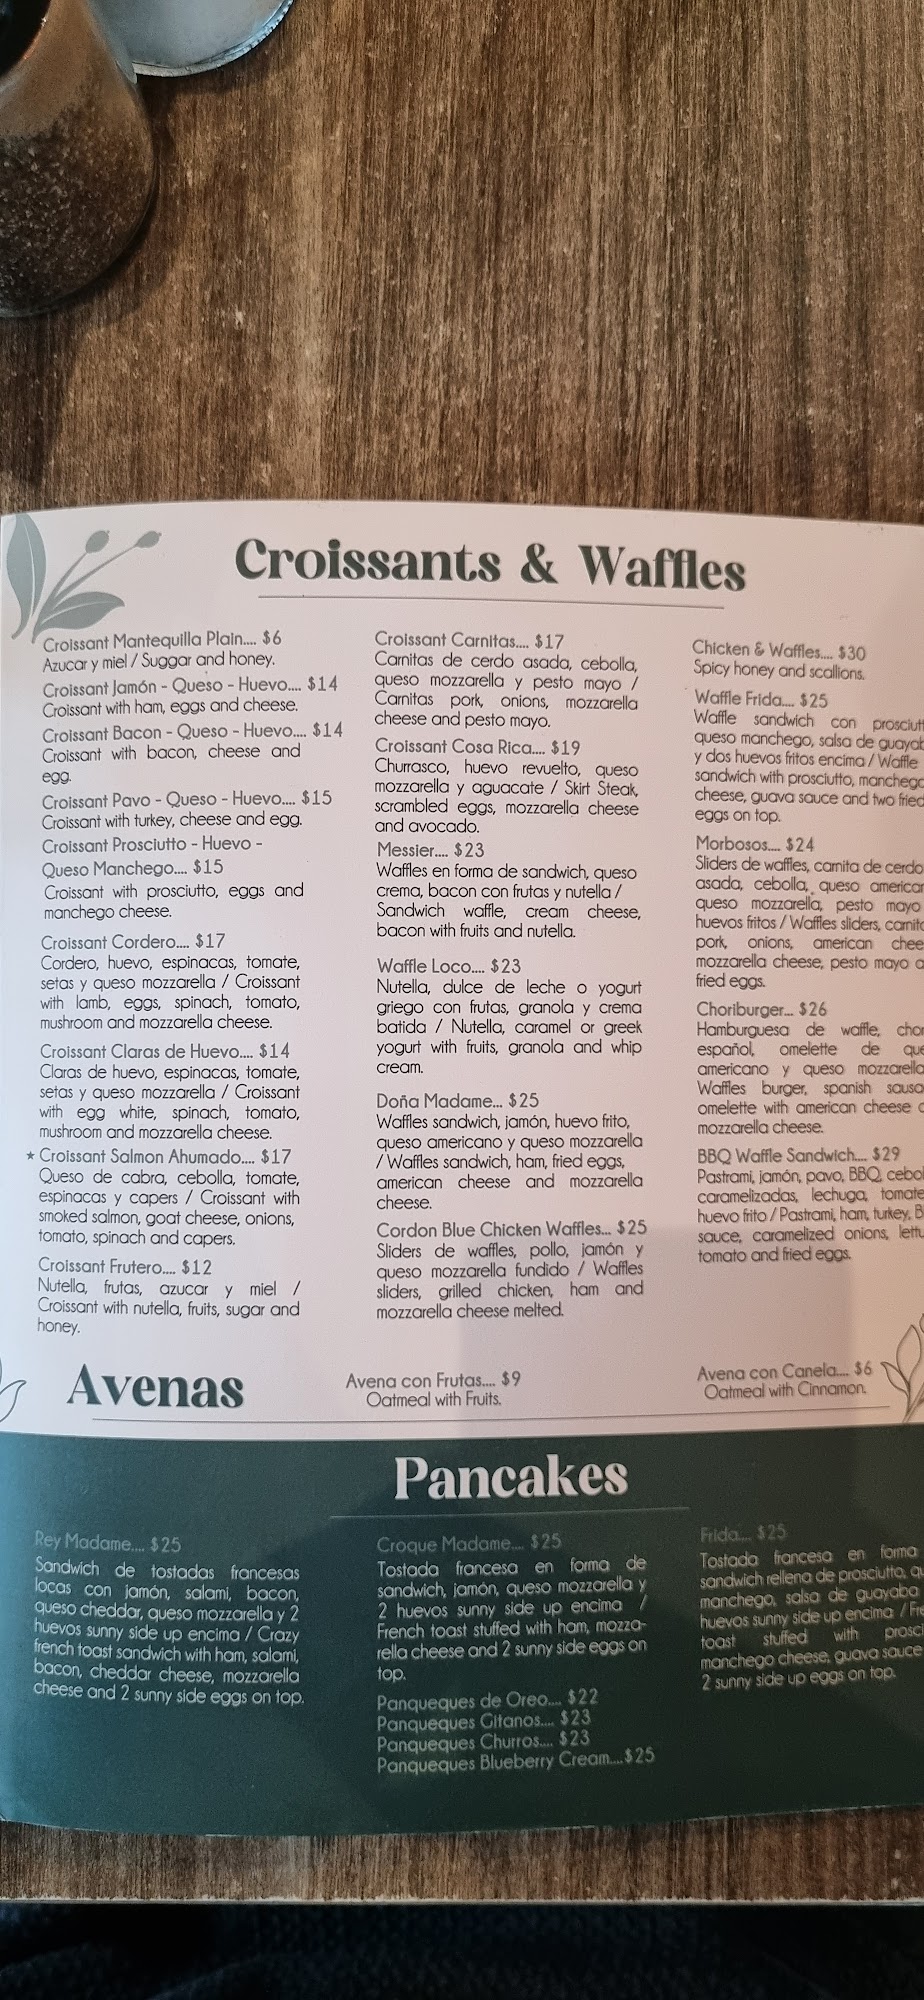 Croissants & Waffles
Croissant Mantequilla Plain.... $6
Azucar y miel / Suggar and honey.
Croissant Jamón - Queso - Huevo.... $14
Croissant with ham, eggs and cheese.
Croissant Bacon - Queso - Huevo.... $14
Croissant with bacon, cheese and
egg.
Croissant Pavo - Queso - Huevo.... $15
Croissant with turkey, cheese and egg.
Croissant Prosciutto - Huevo -
Queso Manchego.... $15
Croissant with prosciutto, eggs and
manchego cheese.
Croissant Cordero.... $17
Cordero, huevo, espinacas, tomate,
setas y queso mozzarella / Croissant
with lamb, eggs, spinach, tomato,
mushroom and mozzarella cheese.
Croissant Claras de Huevo.... $14
Claras de huevo, espinacas, tomate,
setas y queso mozzarella / Croissant
with egg white, spinach, tomato,
mushroom and mozzarella cheese.
★ Croissant Salmon Ahumado.... $17
Queso de cabra, cebolla, tomate,
espinacas y capers / Croissant with
smoked salmon, goat cheese, onions,
tomato, spinach and capers.
Croissant Frutero.... $12
Nutella, frutas, azucar y miel /
Croissant with nutella, fruits, sugar and
honey.
Croissant Carnitas.... $17
Carnitas de cerdo asada, cebolla,
queso mozzarella y pesto mayo /
Carnitas pork, onions, mozzarella
cheese and pesto mayo.
Croissant Cosa Rica.... $19
Churrasco, huevo revuelto, queso
mozzarella y aguacate / Skirt Steak,
scrambled eggs, mozzarella cheese
and avocado.
Messier.... $23
Waffles en forma de sandwich, queso
crema, bacon con frutas y nutella /
Sandwich waffle, cream cheese,
bacon with fruits and nutella.
Waffle Loco.... $23
Nutella, dulce de leche o yogurt
griego con frutas, granola y crema
batida / Nutella, caramel or greek
yogurt with fruits, granola and whip
cream.
Doña Madame... $25
Waffles sandwich, jamón, huevo frito,
queso americano y queso mozzarella
/ Waffles sandwich, ham, fried eggs,
american cheese and mozzarella
cheese.
Cordon Blue Chicken Waffles... $25
Sliders de waffles, pollo, jamón y
queso mozzarella fundido / Waffles
sliders, grilled chicken, ham and
mozzarella cheese melted.
Chicken & Waffles.... $30
Spicy honey and scallions.
Waffle Frida.... $25
Waffle sandwich con
queso manchego, salsa de
y dos huevos fritos encima / Waffle
sandwich with prosciutto,
cheese, guava sauce and two fried
eggs on top.
Morbosos.... $24
Sliders de waffles, carnita de cerdo
asada, cebolla, queso
queso mozzarella, pesto mayo
huevos fritos / Waffles sliders,
pork, onions, american
mozzarella cheese, pesto mayo
fried eggs.
Choriburger... $26
Hamburguesa de waffle,
español, omelette de
americano y queso mozzarella
Waffles burger, spanish
omelette with american cheese
mozzarella cheese.
BBQ Waffle Sandwich.... $29
Pastrami, jamón, pavo, BBQ,
caramelizadas, lechuga, tomate
huevo frito / Pastrami, ham, turkey,
sauce, caramelized onions,
tomato and fried eggs.
Avenas
Avena con Frutas.... $9
Oatmeal with Fruits.
Avena con Canela.... $6
Oatmeal with Cinnamon.
Pancakes
Rey Madame.... $25
Sandwich de tostadas francesas
locas con jamón, salami, bacon,
queso cheddar, queso mozzarella y 2
huevos sunny side up encima / Crazy
french toast sandwich with ham, salami,
bacon, cheddar cheese, mozzarella
cheese and 2 sunny side eggs on top.
Croque Madame.... $25
Tostada francesa en forma de
sandwich, jamón, queso mozzarella y
2 huevos sunny side up encima /
French toast stuffed with ham, mozza-
rella cheese and 2 sunny side eggs on
top.
Panqueques de Oreo.... $22
Panqueques Gitanos.... $23
Panqueques Churros.... $23
Panqueques Blueberry Cream....$25
Frida.... $25
Tostada francesa en forma
sandwich rellena de prosciutto,
manchego, salsa de guayaba
huevos sunny side up encima /
toast stuffed with
manchego cheese, guava sauce
2 sunny side up eggs on top.